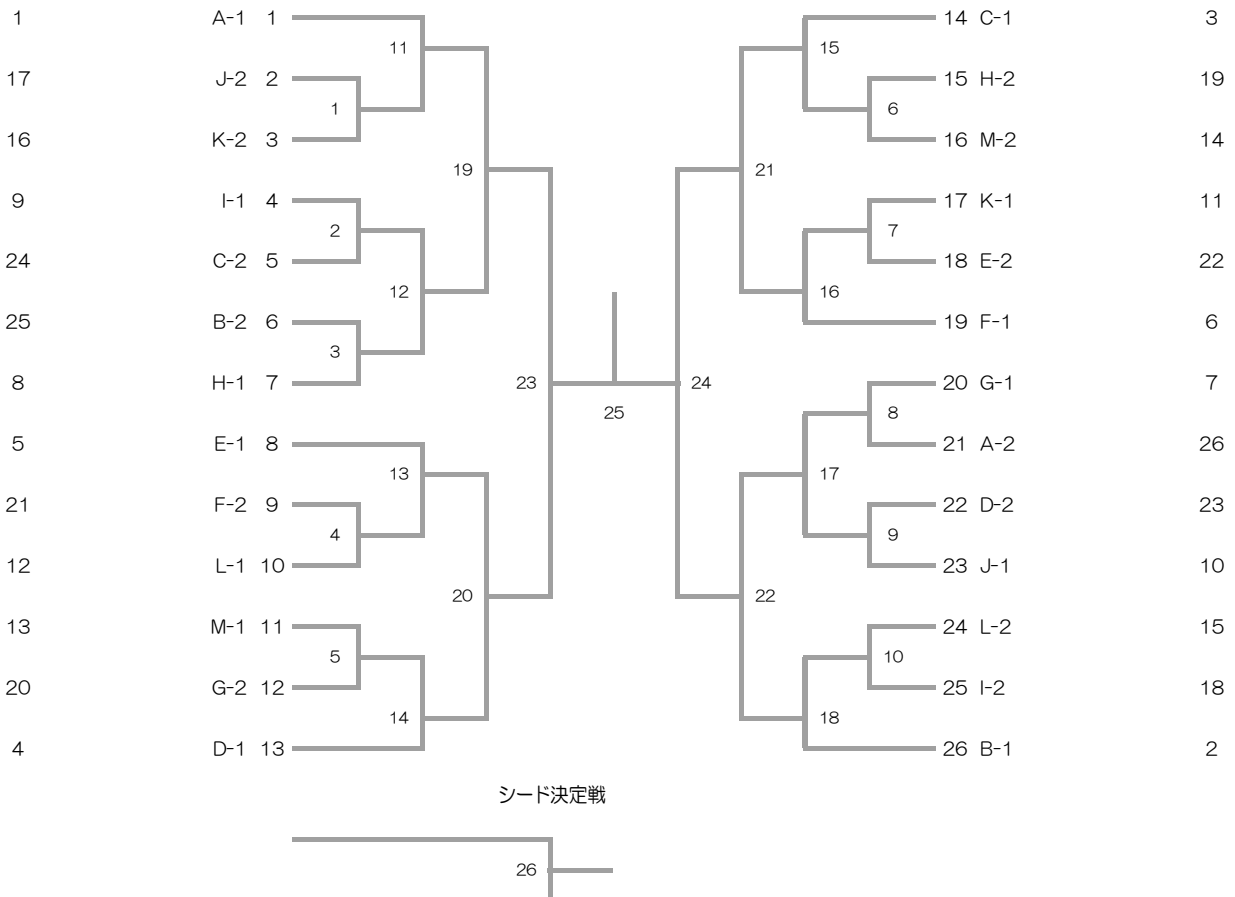 1 A-1 1 14 C-1 3
11 15
17 J-2 2 15 H-2 19
1 6
16 K-2 3 16 M-2 14
19 21
9 I-1 4 17 K-1 11
2 7
24 C-2 5 18 E-2 22
12 16
25 B-2 6 19 F-1 6
3
8 H-1 7 23 24 20 G-1 7
25 8
5 E-1 8 21 A-2 26
13 17
21 F-2 9 22 D-2 23
4 9
12 L-1 10 23 J-1 10
20 22
13 M-1 11 24 L-2 15
5 10
20 G-2 12 25 I-2 18
14 18
4 D-1 13 26 B-1 2
シード決定戦
26